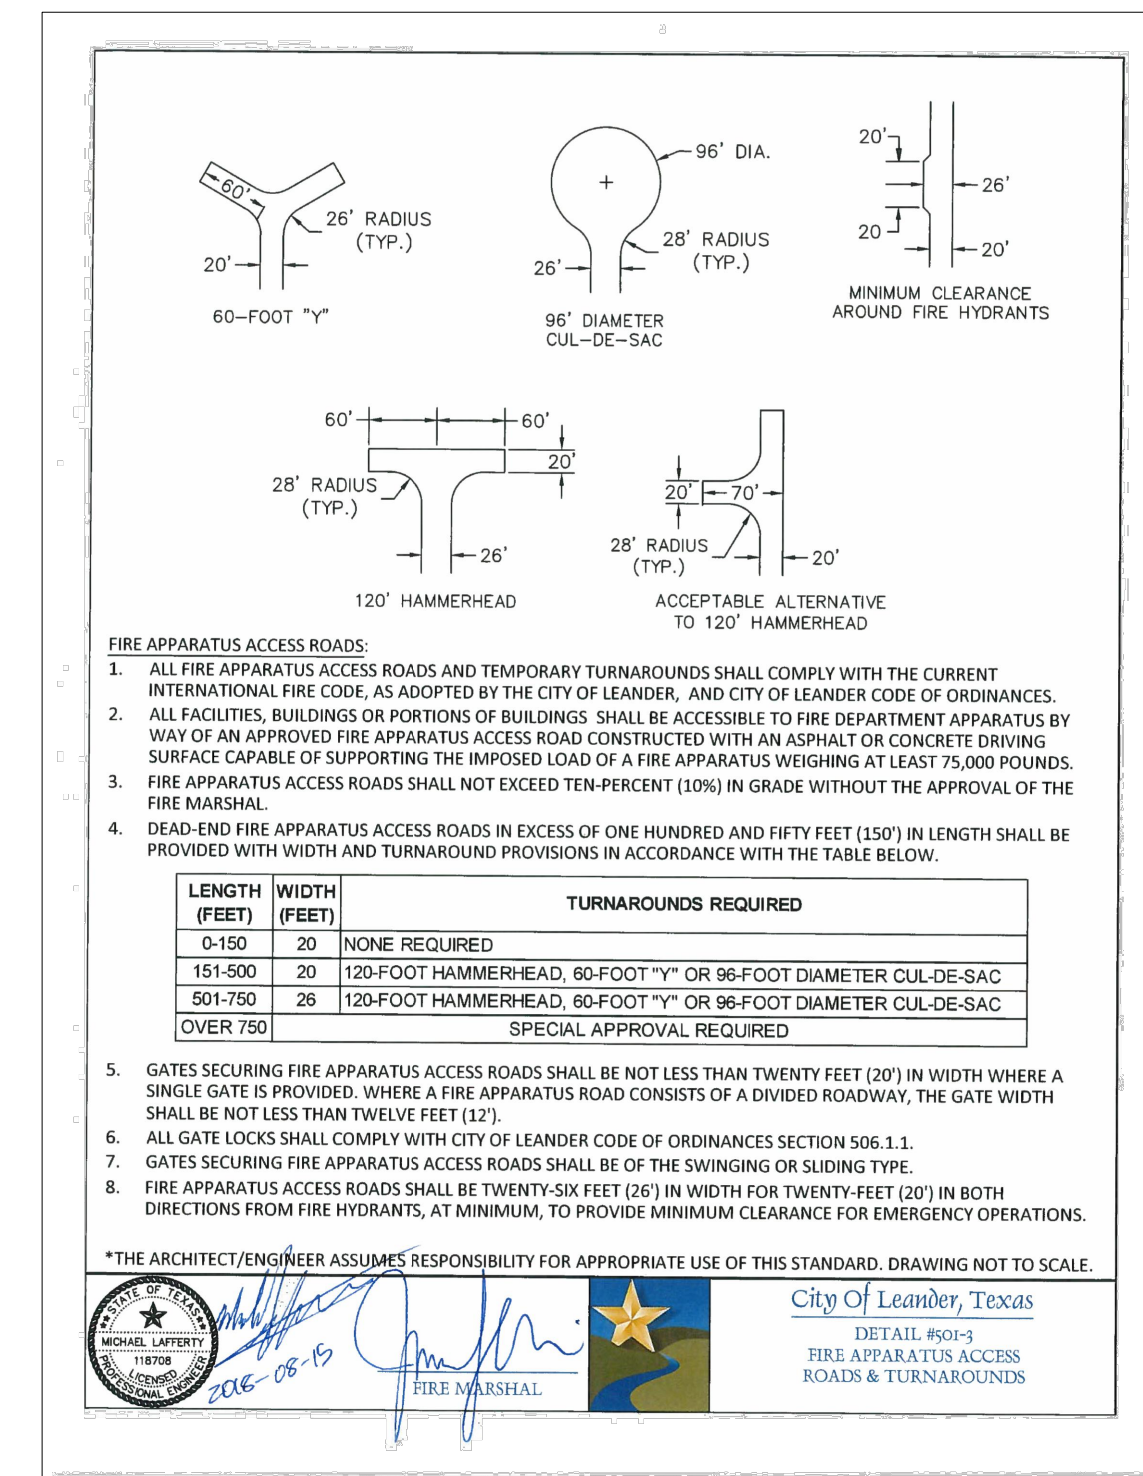 96' DIA.
60'
26' RADIUS
(TYP.)
20'
60-FOOT "Y"
28' RADIUS
(TYP.)
26'
96' DIAMETER
CUL-DE-SAC
20'
26'
20
20'
MINIMUM CLEARANCE
AROUND FIRE HYDRANTS
60'
60'
20'
28' RADIUS
(TYP.)
26'
120' HAMMERHEAD
20'
70'
28' RADIUS
(TYP.)
20'
ACCEPTABLE ALTERNATIVE
TO 120' HAMMERHEAD
FIRE APPARATUS ACCESS ROADS:
1. ALL FIRE APPARATUS ACCESS ROADS AND TEMPORARY TURNAROUNDS SHALL COMPLY WITH THE CURRENT
INTERNATIONAL FIRE CODE, AS ADOPTED BY THE CITY OF LEANDER, AND CITY OF LEANDER CODE OF ORDINANCES.
2. ALL FACILITIES, BUILDINGS OR PORTIONS OF BUILDINGS SHALL BE ACCESSIBLE TO FIRE DEPARTMENT APPARATUS BY
WAY OF AN APPROVED FIRE APPARATUS ACCESS ROAD CONSTRUCTED WITH AN ASPHALT OR CONCRETE DRIVING
SURFACE CAPABLE OF SUPPORTING THE IMPOSED LOAD OF A FIRE APPARATUS WEIGHING AT LEAST 75,000 POUNDS.
3. FIRE APPARATUS ACCESS ROADS SHALL NOT EXCEED TEN-PERCENT (10%) IN GRADE WITHOUT THE APPROVAL OF THE
FIRE MARSHAL.
4. DEAD-END FIRE APPARATUS ACCESS ROADS IN EXCESS OF ONE HUNDRED AND FIFTY FEET (150') IN LENGTH SHALL BE
PROVIDED WITH WIDTH AND TURNAROUND PROVISIONS IN ACCORDANCE WITH THE TABLE BELOW.
LENGTH (FEET) WIDTH (FEET) TURNAROUNDS REQUIRED
0-150 20 NONE REQUIRED
151-500 20 120-FOOT HAMMERHEAD, 60-FOOT "Y" OR 96-FOOT DIAMETER CUL-DE-SAC
501-750 26 120-FOOT HAMMERHEAD, 60-FOOT "Y" OR 96-FOOT DIAMETER CUL-DE-SAC
OVER 750 SPECIAL APPROVAL REQUIRED
5. GATES SECURING FIRE APPARATUS ACCESS ROADS SHALL BE NOT LESS THAN TWENTY FEET (20') IN WIDTH WHERE A
SINGLE GATE IS PROVIDED. WHERE A FIRE APPARATUS ROAD CONSISTS OF A DIVIDED ROADWAY, THE GATE WIDTH
SHALL BE NOT LESS THAN TWELVE FEET (12').
6. ALL GATE LOCKS SHALL COMPLY WITH CITY OF LEANDER CODE OF ORDINANCES SECTION 506.1.1.
7. GATES SECURING FIRE APPARATUS ACCESS ROADS SHALL BE OF THE SWINGING OR SLIDING TYPE.
8. FIRE APPARATUS ACCESS ROADS SHALL BE TWENTY-SIX FEET (26') IN WIDTH FOR TWENTY-FEET (20') IN BOTH
DIRECTIONS FROM FIRE HYDRANTS, AT MINIMUM, TO PROVIDE MINIMUM CLEARANCE FOR EMERGENCY OPERATIONS.
*THE ARCHITECT/ENGINEER ASSUMES RESPONSIBILITY FOR APPROPRIATE USE OF THIS STANDARD. DRAWING NOT TO SCALE.
STATE OF TEXAS
MICHAEL LAFFERTY
118708
LICENSED
PROFESSIONAL ENGINEER
2018-08-15
FIRE MARSHAL
City Of Leander, Texas
DETAIL #501-3
FIRE APPARATUS ACCESS
ROADS & TURNAROUNDS